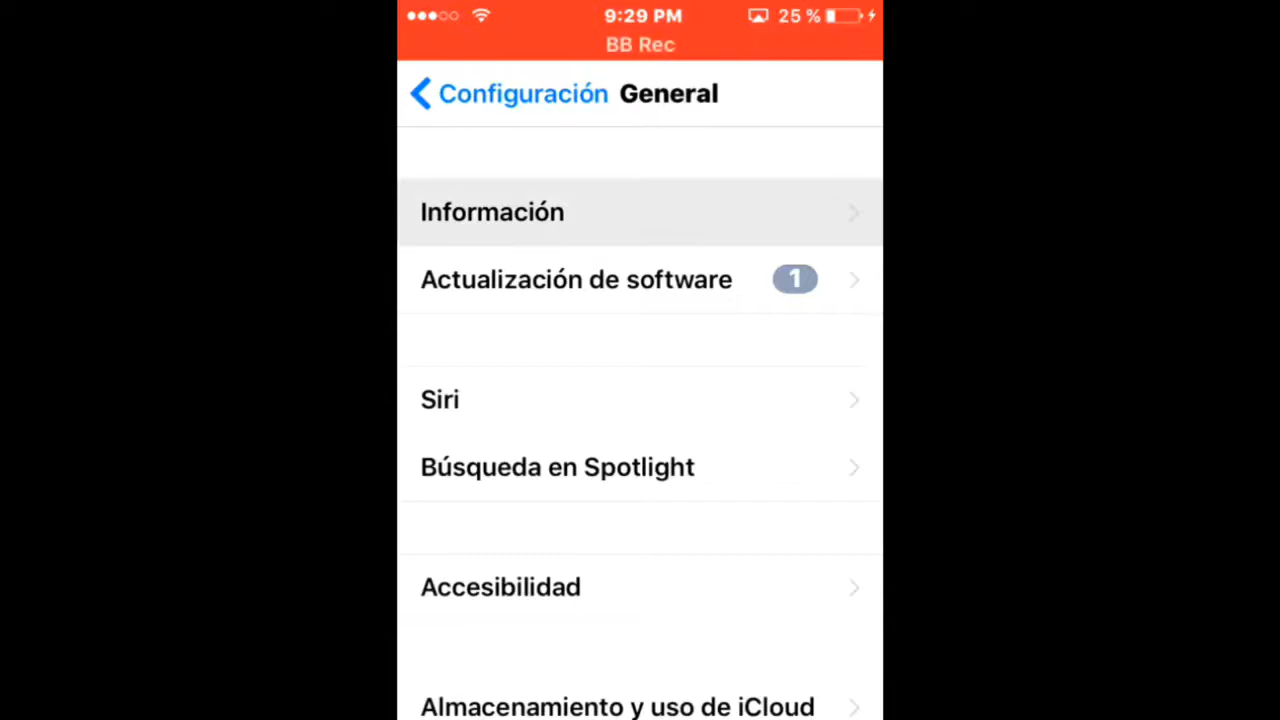 9:29 PM 25 %
BB Rec
Configuración General
Información
Actualización de software 1
Siri
Búsqueda en Spotlight
Accesibilidad
Almacenamiento y uso de iCloud